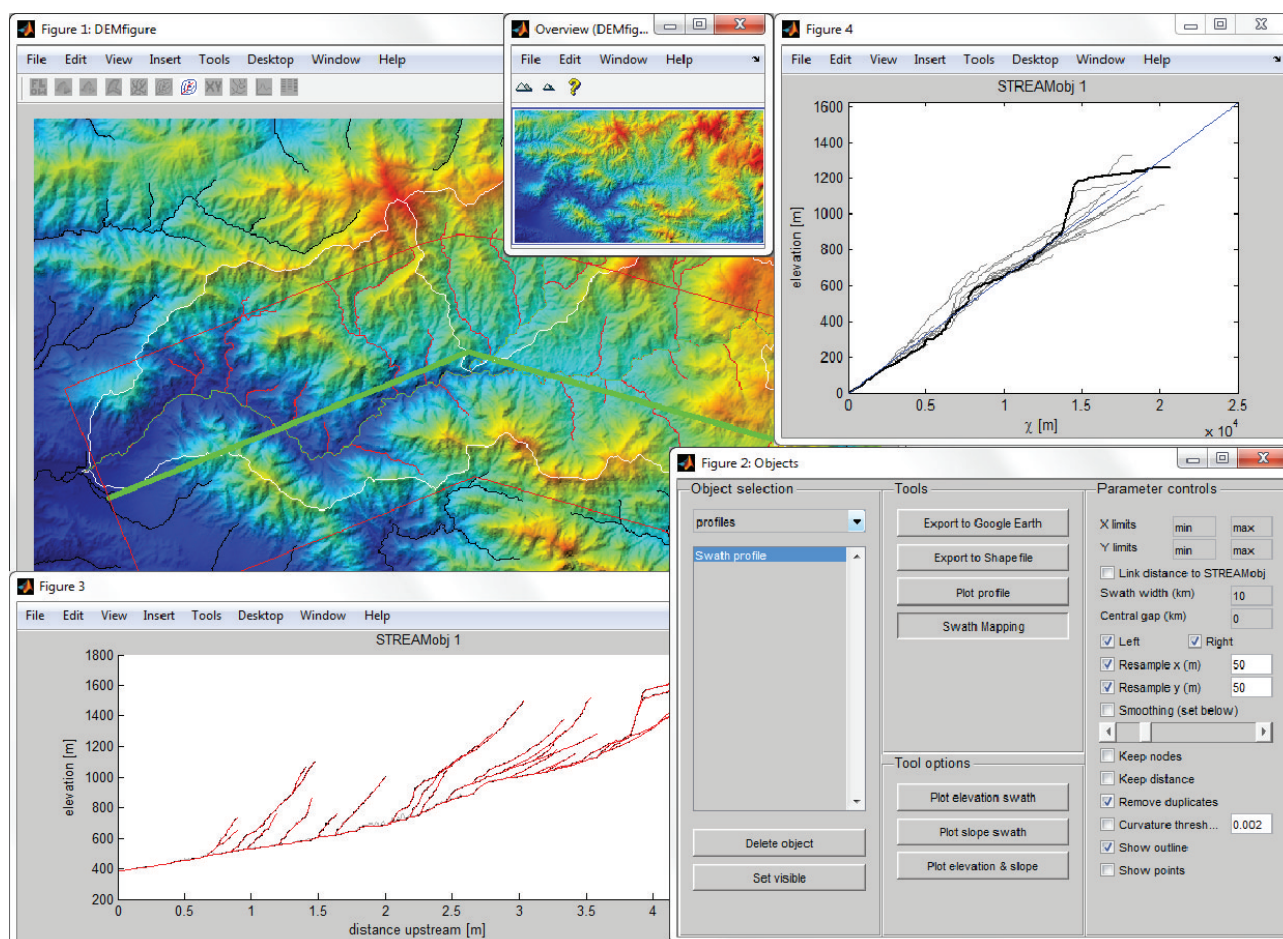 Figure 1: DEMfigure
File Edit View Insert Tools Desktop Window Help
XY
Overview (DEMfig...
File Edit Window Help
Figure 4
File Edit View Insert Tools Desktop Window Help
STREAMobj 1
1600
1400
1200
1000
800
600
400
200
0
elevation [m]
0 0.5 1 1.5 2 2.5
χ [m]
× 10⁴
Figure 3
File Edit View Insert Tools Desktop Window Help
STREAMobj 1
1800
1600
1400
1200
1000
800
600
400
200
elevation [m]
0 0.5 1 1.5 2 2.5 3 3.5 4
distance upstream [m]
Figure 2: Objects
Object selection
profiles
Swath profile
Delete object
Set visible
Tools
Export to Google Earth
Export to Shapefile
Plot profile
Swath Mapping
Tool options
Plot elevation swath
Plot slope swath
Plot elevation & slope
Parameter controls
X limits min max
Y limits min max
Link distance to STREAMobj
Swath width (km) 10
Central gap (km) 0
Left Right
Resample x (m) 50
Resample y (m) 50
Smoothing (set below)
Keep nodes
Keep distance
Remove duplicates
Curvature thresh... 0.002
Show outline
Show points